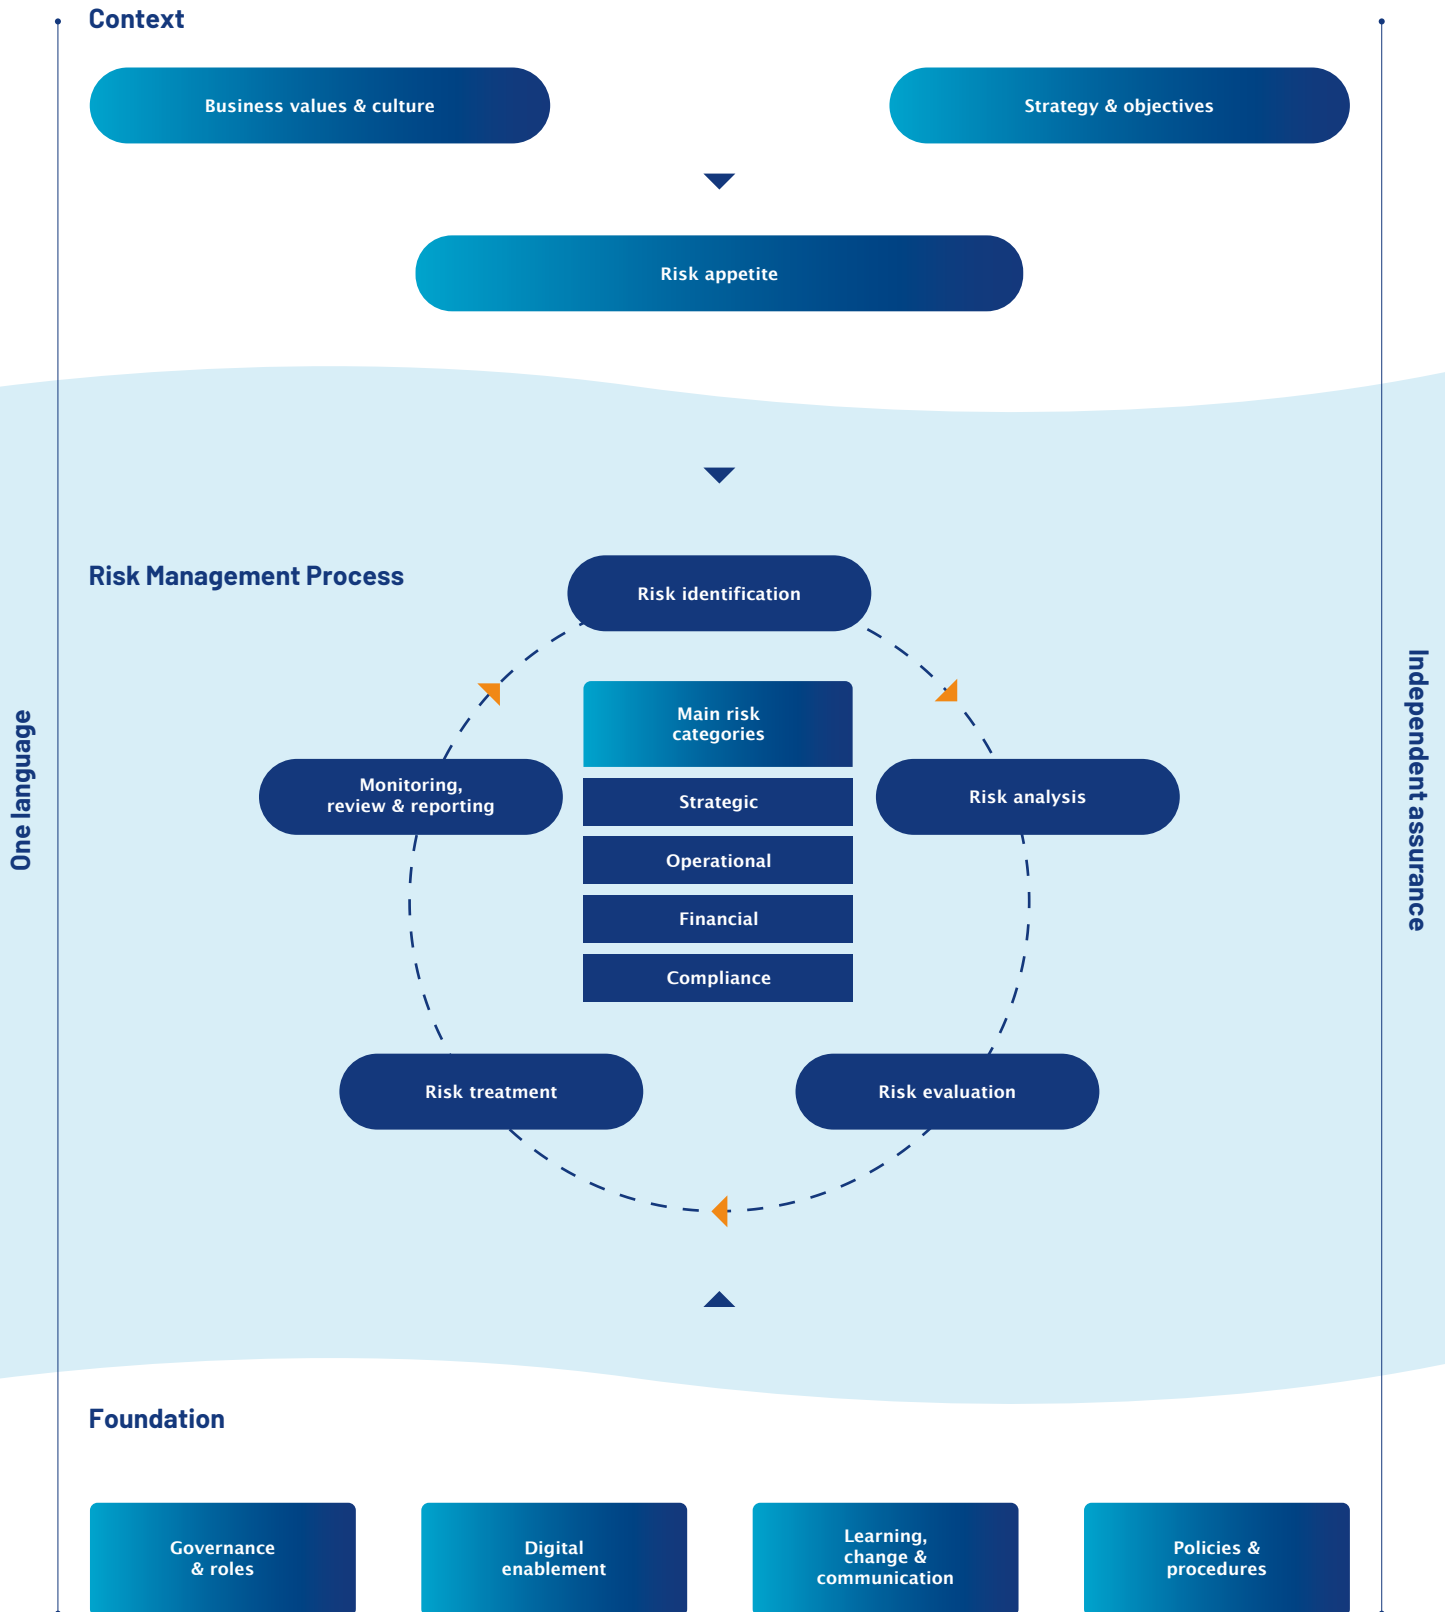 Context
Business values & culture
Strategy & objectives
Risk appetite
Risk Management Process
Risk identification
Main risk
categories
Monitoring,
review & reporting
Risk analysis
Strategic
Operational
Financial
Compliance
Risk treatment
Risk evaluation
One language
Independent assurance
Foundation
Governance
& roles
Digital
enablement
Learning,
change &
communication
Policies &
procedures